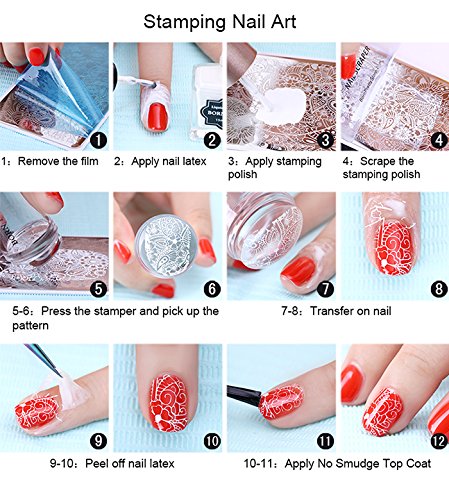 Stamping Nail Art
1
2
3
4
NAIL SCRAPER
1：Remove the film
2：Apply nail latex
3：Apply stamping
polish
4：Scrape the
stamping polish
5
6
7
8
5-6：Press the stamper and pick up the
pattern
7-8：Transfer on nail
9
10
11
12
9-10：Peel off nail latex
10-11：Apply No Smudge Top Coat